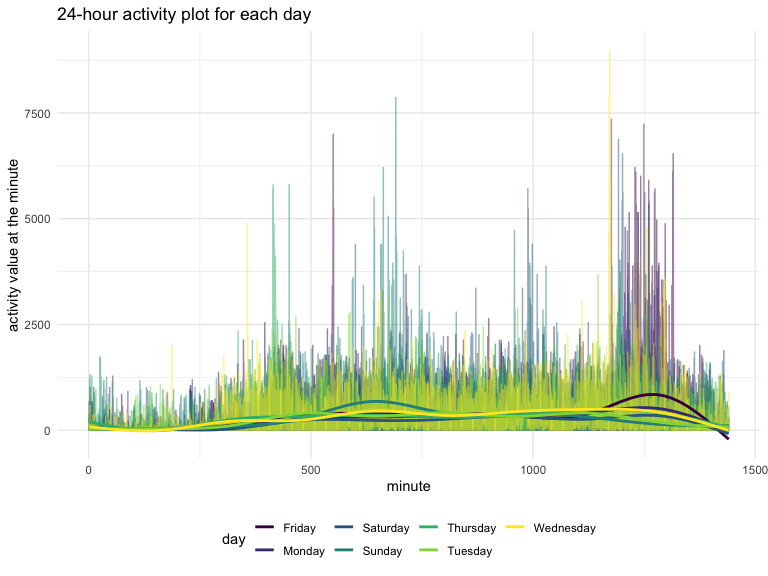 24-hour activity plot for each day
activity value at the minute
7500
5000
2500
0
0 500 1000 1500
minute
day
Friday Saturday Thursday Wednesday
Monday Sunday Tuesday